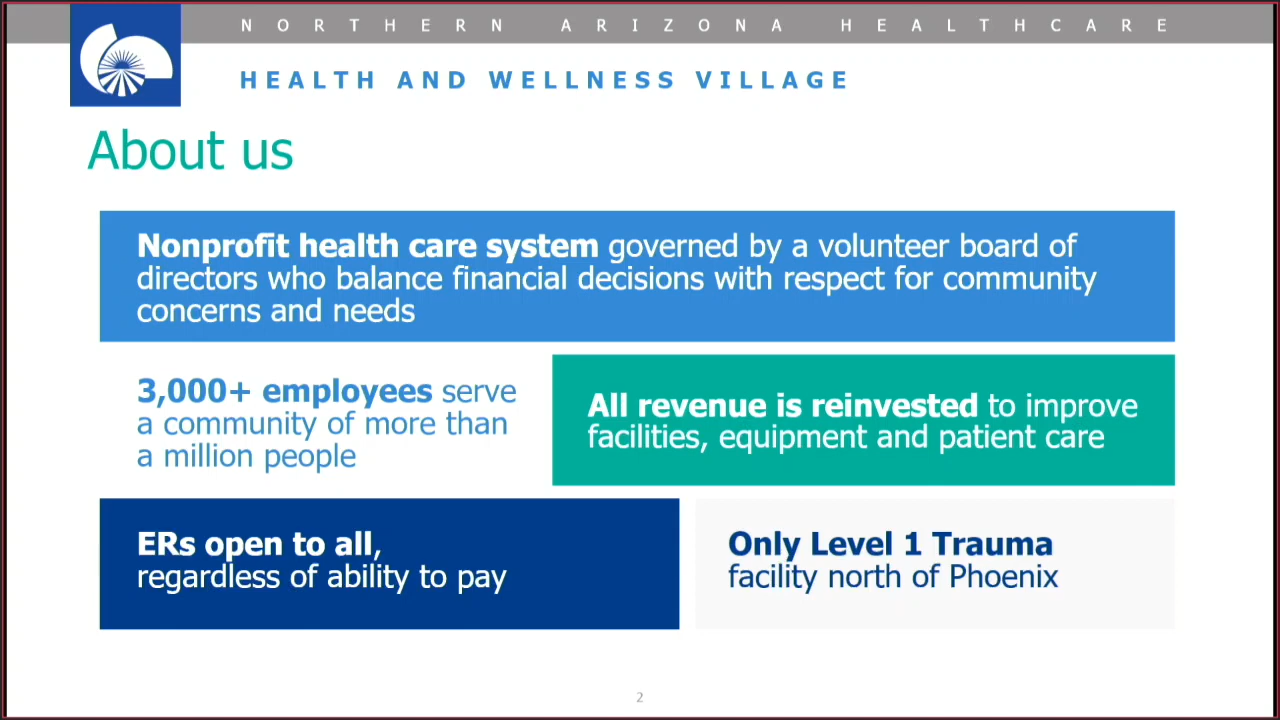 NORTHERN ARIZONA HEALTHCARE
HEALTH AND WELLNESS VILLAGE
About us
Nonprofit health care system governed by a volunteer board of
directors who balance financial decisions with respect for community
concerns and needs
3,000+ employees serve
a community of more than
a million people
All revenue is reinvested to improve
facilities, equipment and patient care
ERs open to all,
regardless of ability to pay
Only Level 1 Trauma
facility north of Phoenix
2